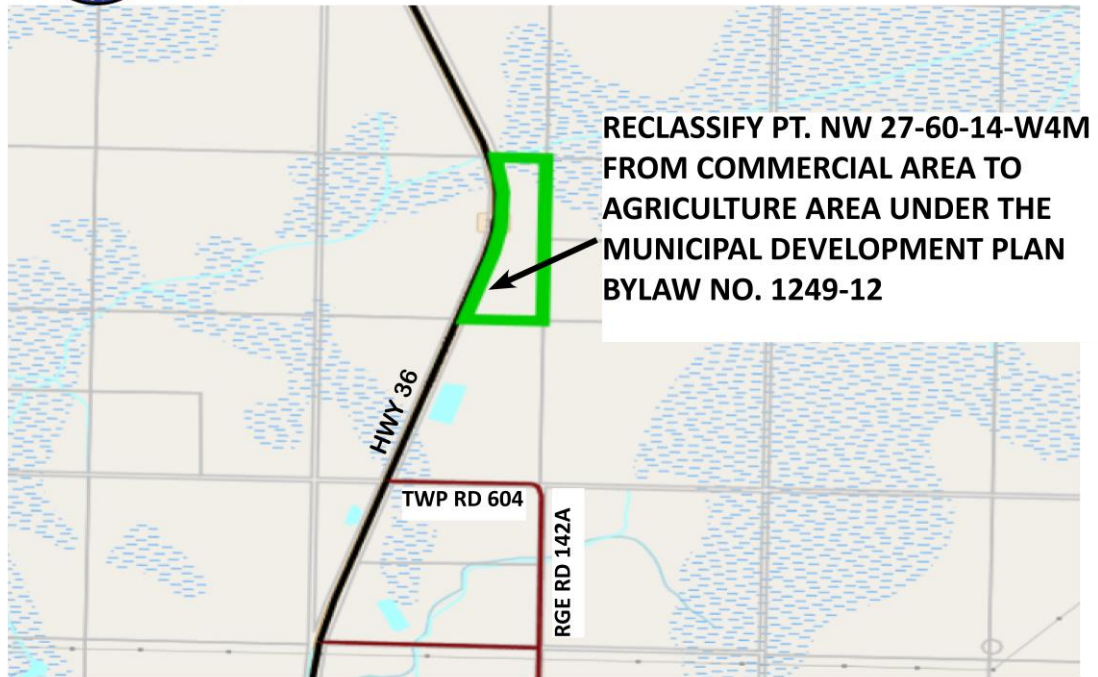 RECLASSIFY PT. NW 27-60-14-W4M
FROM COMMERCIAL AREA TO
AGRICULTURE AREA UNDER THE
MUNICIPAL DEVELOPMENT PLAN
BYLAW NO. 1249-12
HWY 36
TWP RD 604
RGE RD 142A